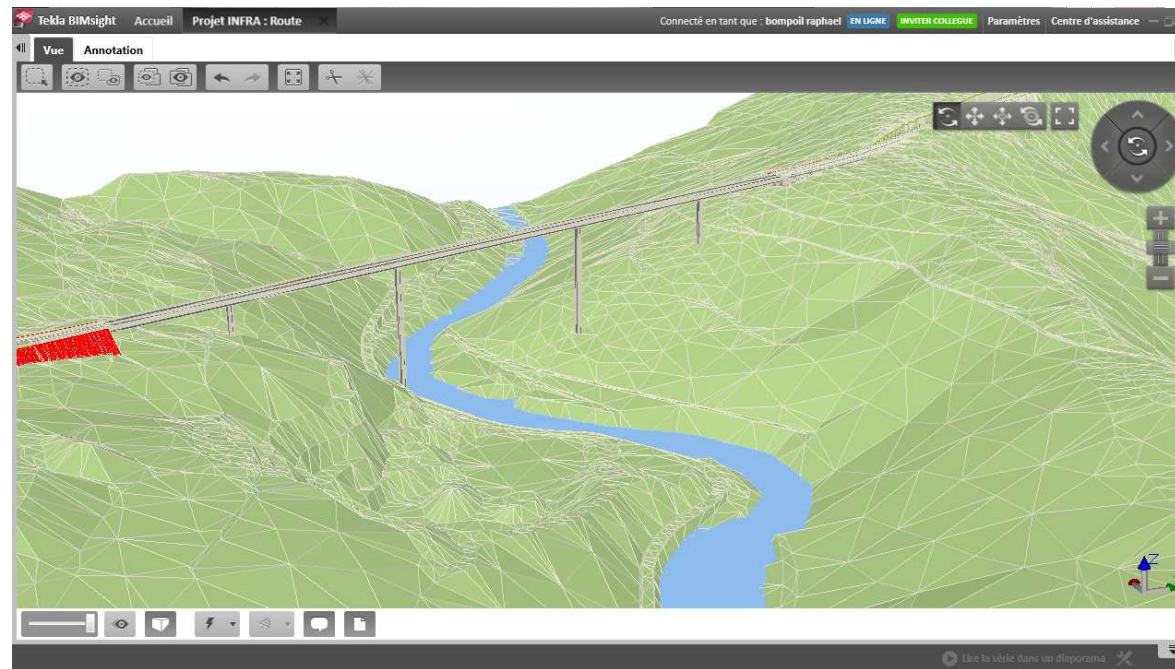 Tekla BIMsight Accueil Projet INFRA : Route Connecté en tant que : bompoil raphael EN LIGNE INVITER COLLEGUE Paramètres Centre d'assistance
Vue Annotation
Z
Lire la série dans un diaporama